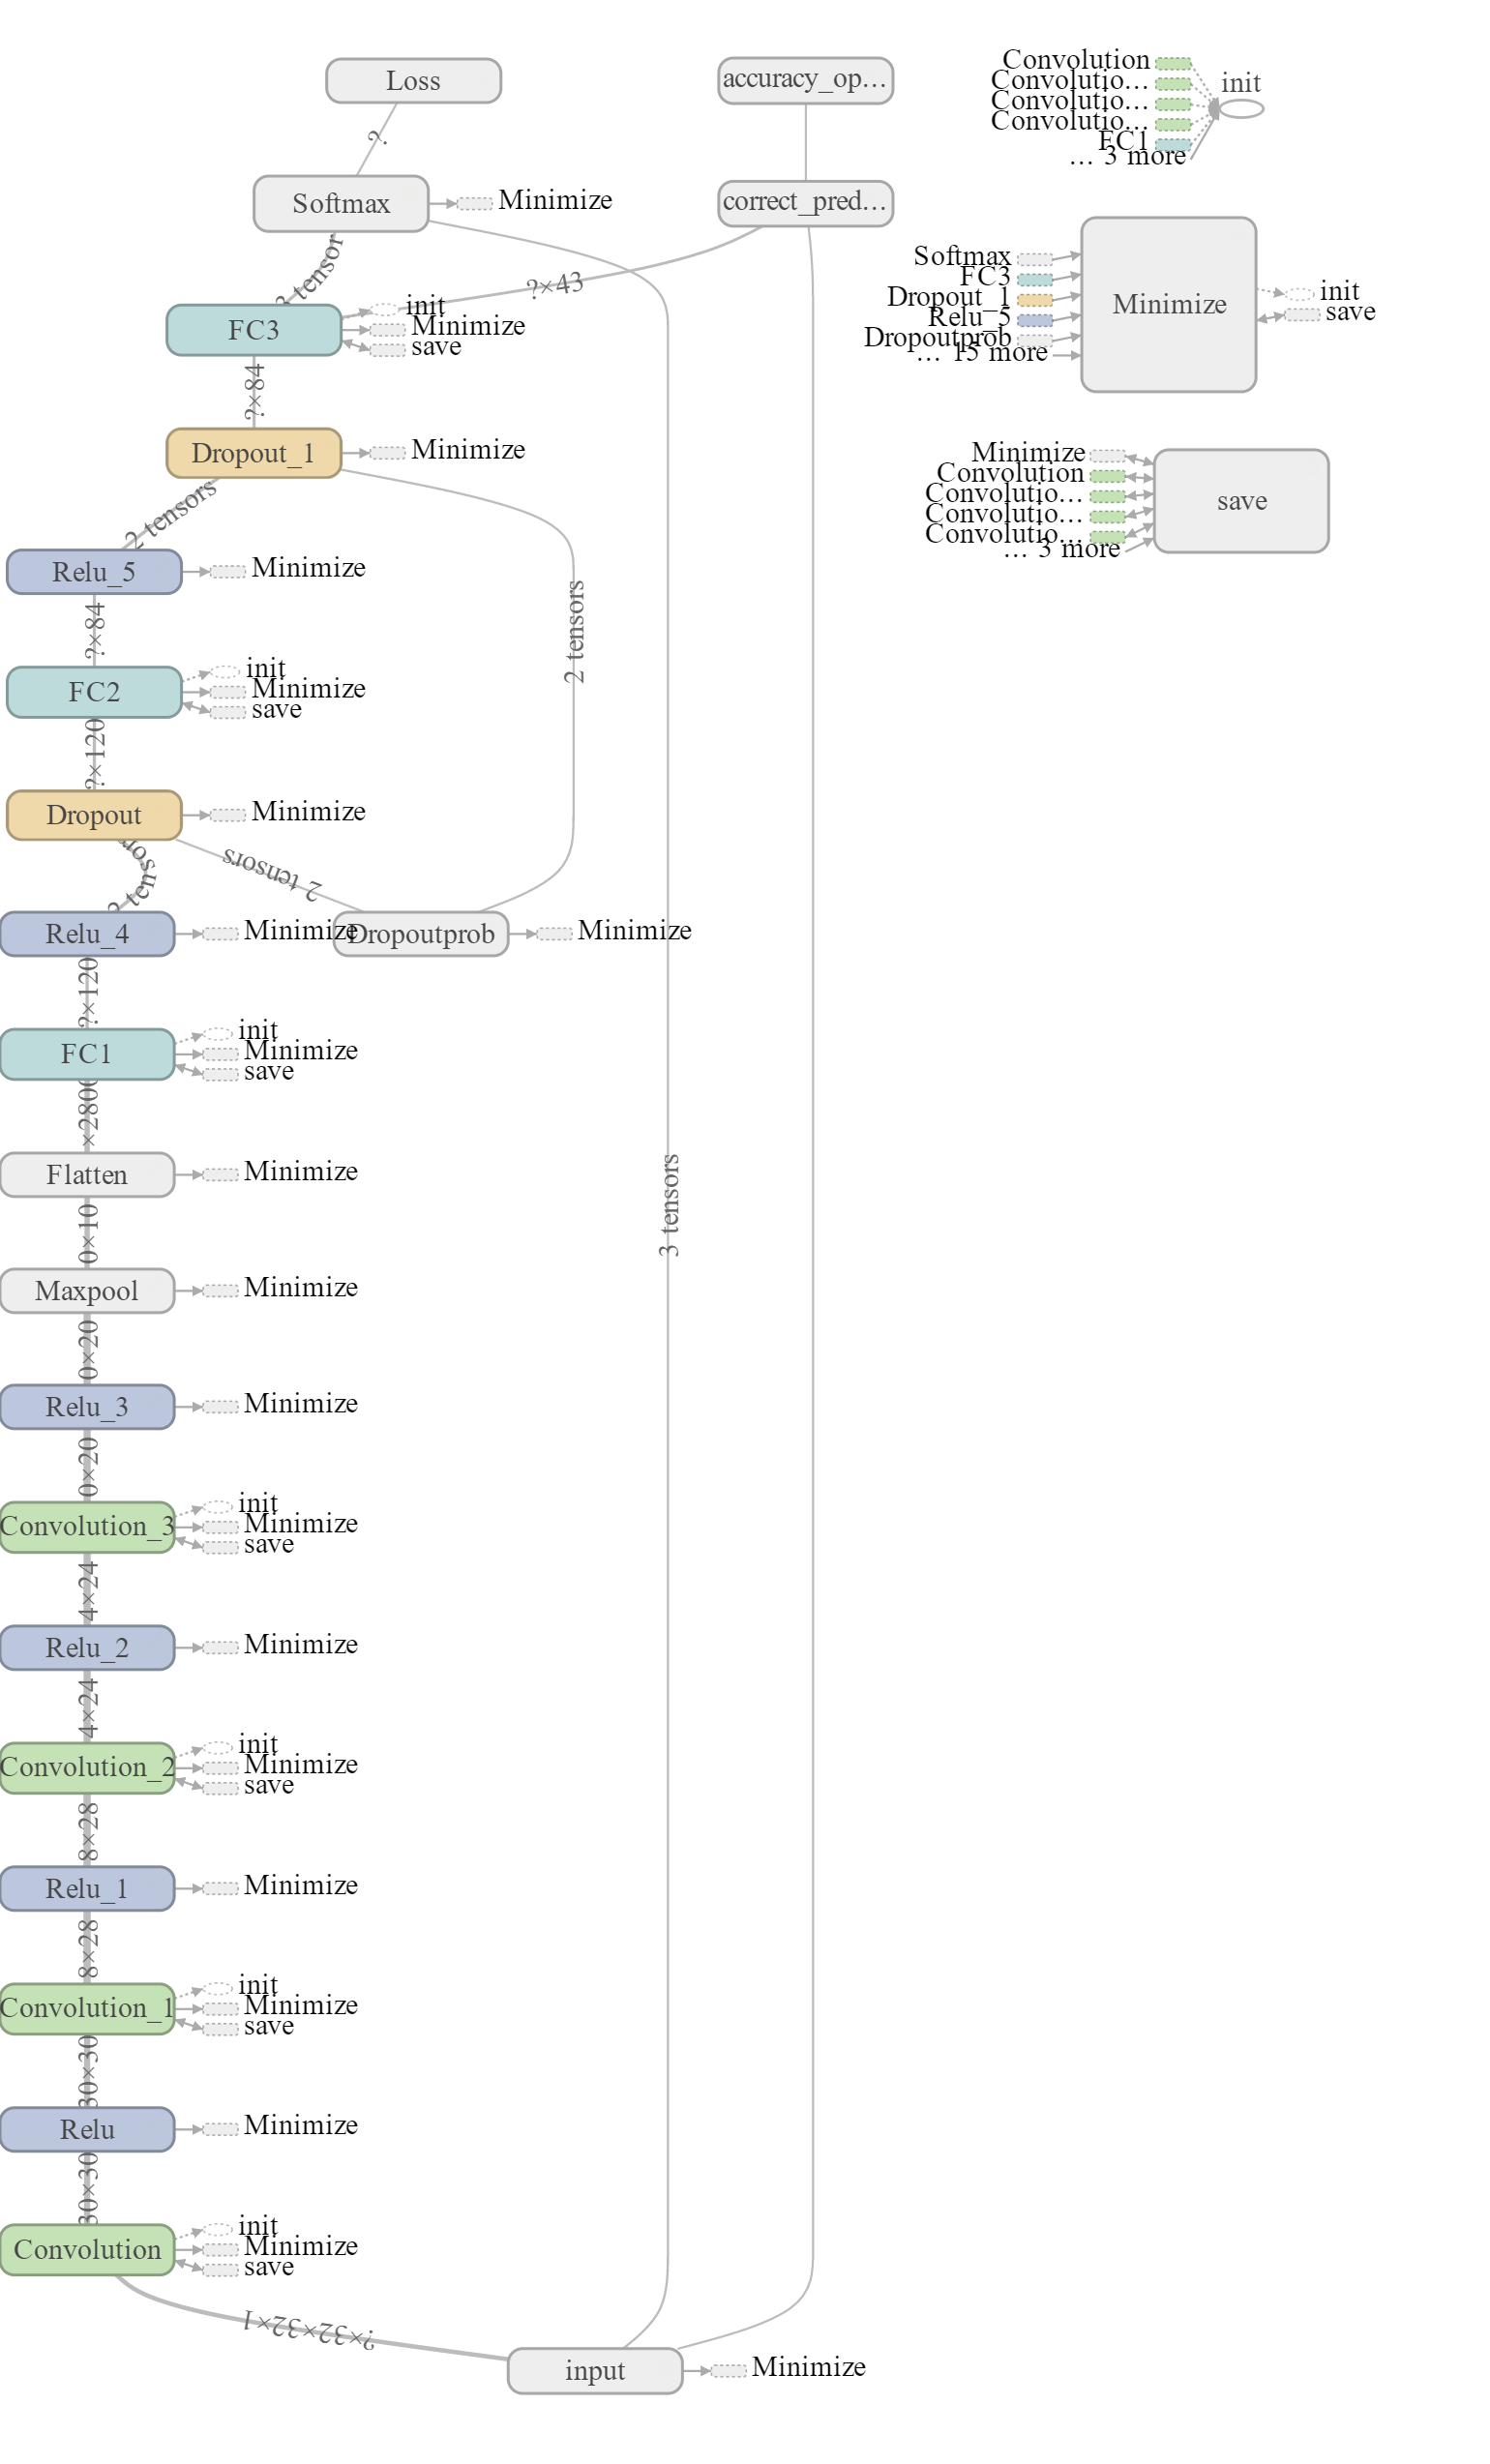 Loss
?
Softmax
Minimize
3 tensor
FC3
init
Minimize
save
?×43
?×84
Dropout_1
Minimize
2 tensors
Relu_5
Minimize
?×84
FC2
init
Minimize
save
2 tensors
?×120
Dropout
Minimize
2 tens
sors
2 tensors
Relu_4
Minimize
Dropoutprob
Minimize
?×120
FC1
init
Minimize
save
×2800
Flatten
Minimize
0×10
Maxpool
Minimize
0×20
Relu_3
Minimize
0×20
Convolution_3
init
Minimize
save
4×24
Relu_2
Minimize
4×24
Convolution_2
init
Minimize
save
8×28
Relu_1
Minimize
8×28
Convolution_1
init
Minimize
save
30×30
Relu
Minimize
30×30
Convolution
init
Minimize
save
?×32×32×1
input
Minimize
3 tensors
accuracy_op…
correct_pred…
Convolution
Convolutio…
Convolutio…
Convolutio…
FC1
… 3 more
init
Softmax
FC3
Dropout_1
Relu_5
Dropoutprob
… 15 more
Minimize
init
save
Minimize
Convolution
Convolutio…
Convolutio…
Convolutio…
… 3 more
save